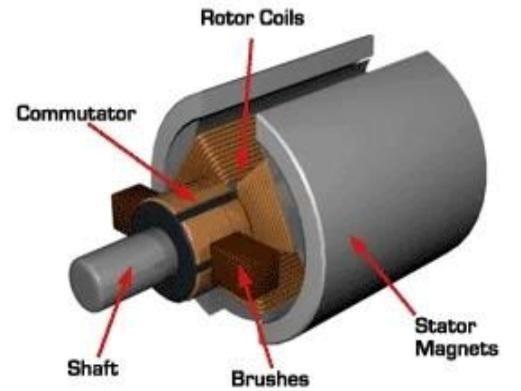 Rotor Coils
Commutator
Shaft
Brushes
Stator
Magnets